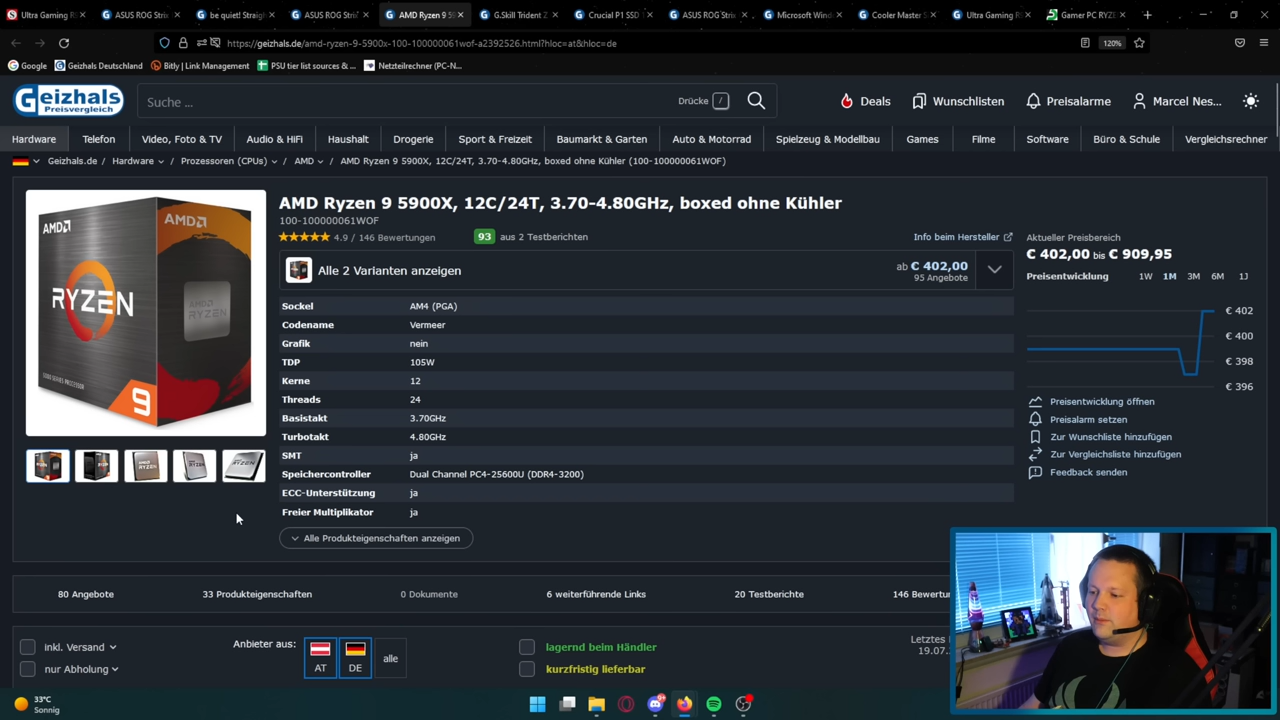 Ultra Gaming R
ASUS ROG Strix
be quiet! Straigh
ASUS ROG Strix
AMD Ryzen 9 59
G.Skill Trident Z
Crucial P1 SSD
ASUS ROG Strix
Microsoft Wind
Cooler Master
Ultra Gaming R
Gamer PC RYZE
https://geizhals.de/amd-ryzen-9-5900x-100-100000061wof-a2392526.html?hloc=at&hloc=de
120%
Google
Geizhals Deutschland
Bitly | Link Management
PSU tier list sources &...
Netzteilrechner (PC-N...
Geizhals
Preisvergleich
Suche ...
Drücke /
Deals
Wunschlisten
Preisalarme
Marcel Nes...
Hardware
Telefon
Video, Foto & TV
Audio & HiFi
Haushalt
Drogerie
Sport & Freizeit
Baumarkt & Garten
Auto & Motorrad
Spielzeug & Modellbau
Games
Filme
Software
Büro & Schule
Vergleichsrechner
Geizhals.de / Hardware / Prozessoren (CPUs) / AMD / AMD Ryzen 9 5900X, 12C/24T, 3.70-4.80GHz, boxed ohne Kühler (100-100000061WOF)
AMD
AMD
RYZEN
AMD
RYZEN
9
AMD Ryzen 9 5900X, 12C/24T, 3.70-4.80GHz, boxed ohne Kühler
100-100000061WOF
4.9 / 146 Bewertungen
93 aus 2 Testberichten
Info beim Hersteller
Alle 2 Varianten anzeigen
ab € 402,00
95 Angebote
Sockel AM4 (PGA)
Codename Vermeer
Grafik nein
TDP 105W
Kerne 12
Threads 24
Basistakt 3.70GHz
Turbotakt 4.80GHz
SMT ja
Speichercontroller Dual Channel PC4-25600U (DDR4-3200)
ECC-Unterstützung ja
Freier Multiplikator ja
Alle Produkteigenschaften anzeigen
Aktueller Preisbereich
€ 402,00 bis € 909,95
Preisentwicklung 1W 1M 3M 6M 1J
€ 402
€ 400
€ 398
€ 396
Preisentwicklung öffnen
Preisalarm setzen
Zur Wunschliste hinzufügen
Zur Vergleichsliste hinzufügen
Feedback senden
80 Angebote
33 Produkteigenschaften
0 Dokumente
6 weiterführende Links
20 Testberichte
146 Bewertun
inkl. Versand
nur Abholung
Anbieter aus:
AT
DE
alle
lagernd beim Händler
kurzfristig lieferbar
Letztes
19.07.
33°C
Sonnig